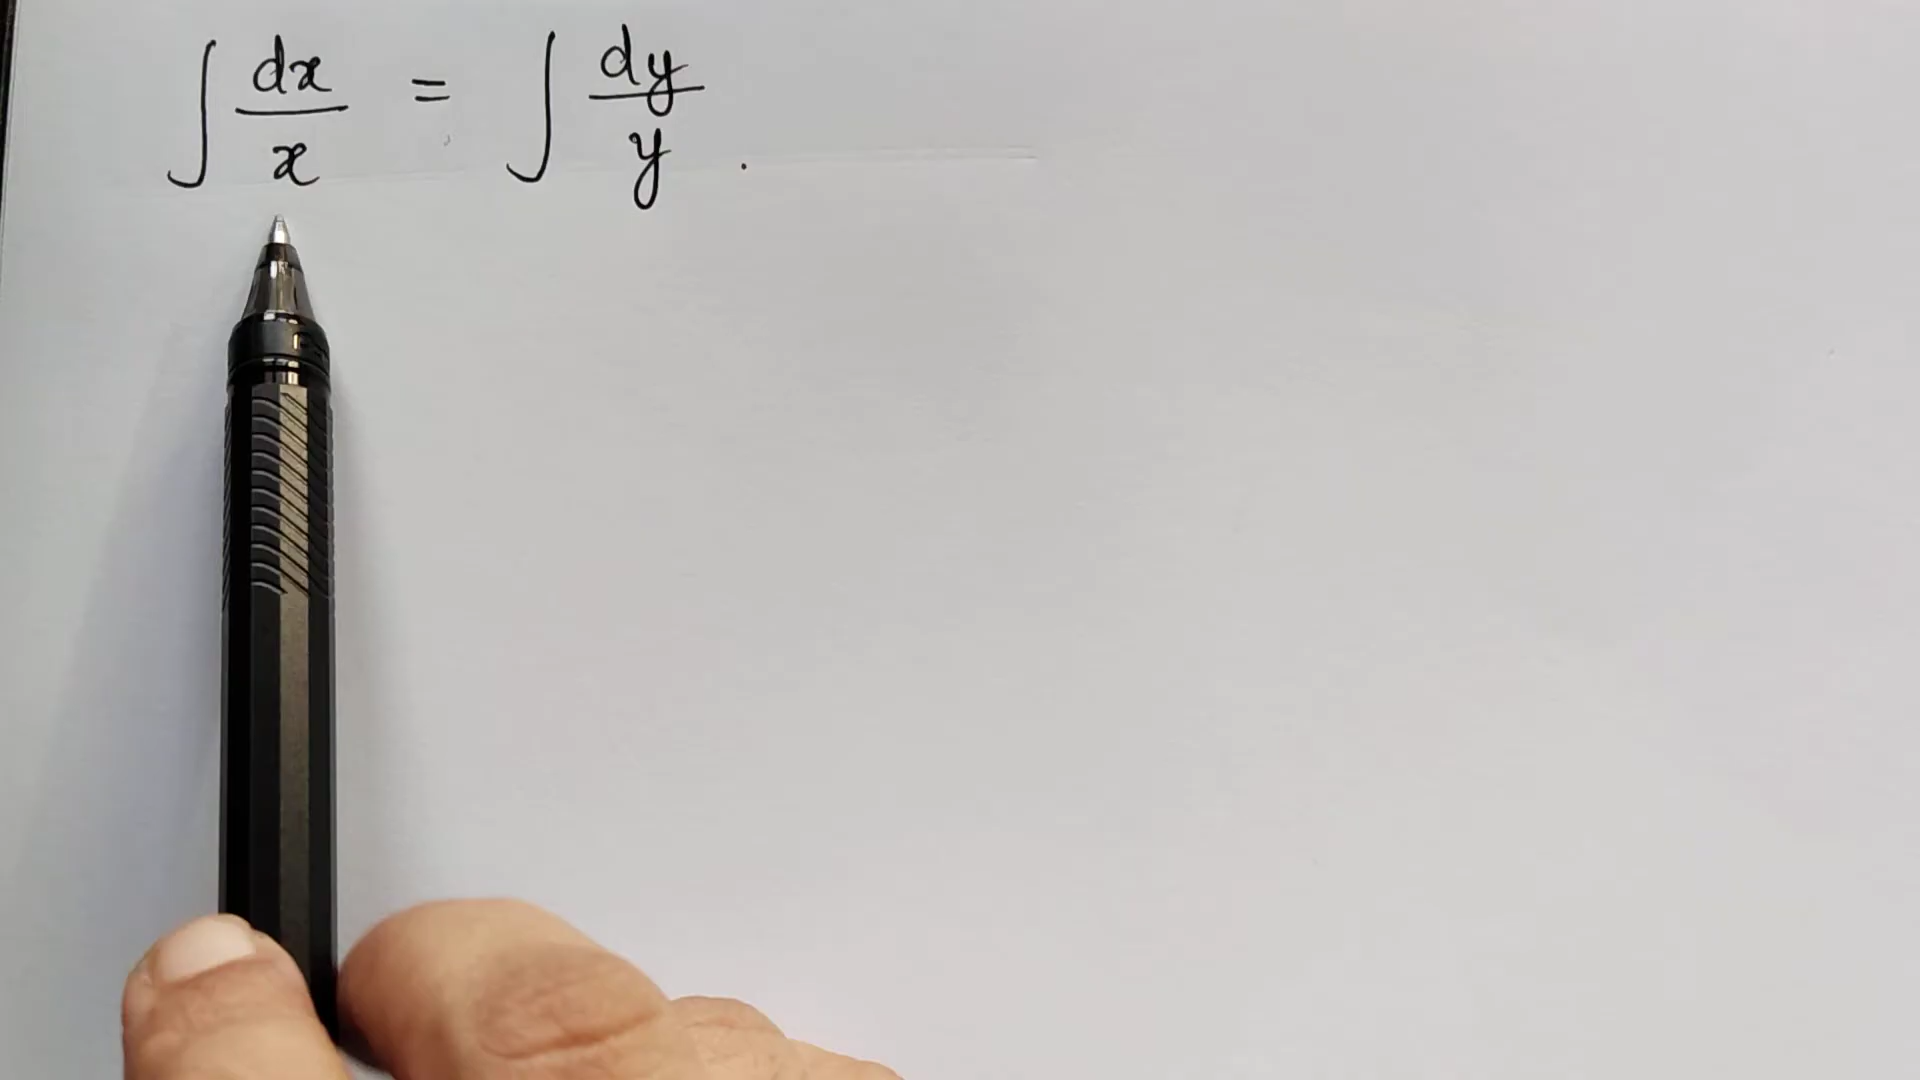 ∫ dx/x = ∫ dy/y .